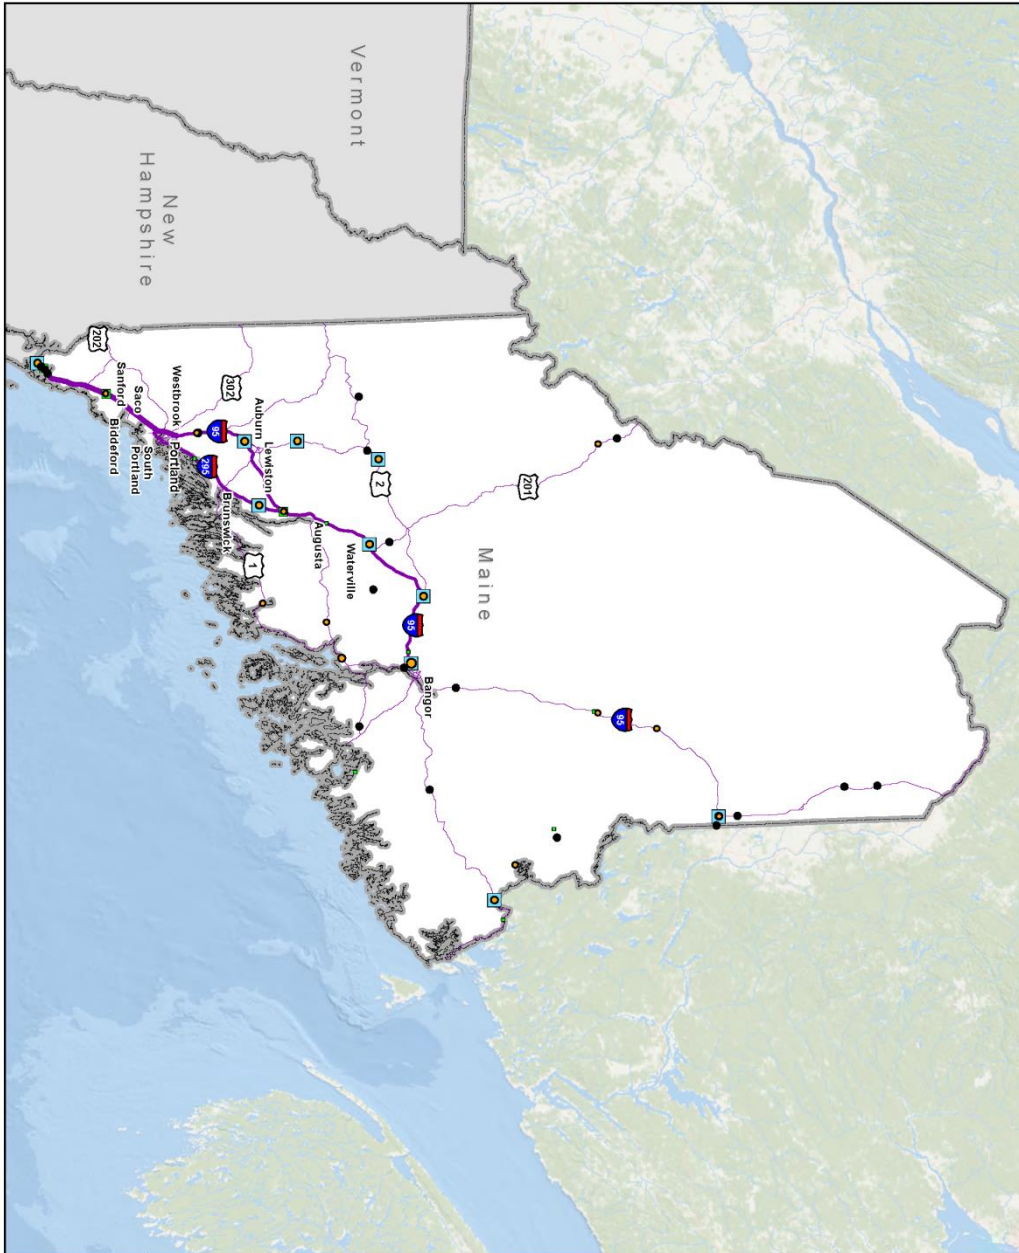 Vermont
New
Hampshire
Maine
202
302
2
201
1
95
295
95
95
Sanford
Saco
Biddeford
Westbrook
South
Portland
Portland
Auburn
Lewiston
Brunswick
Augusta
Waterville
Bangor